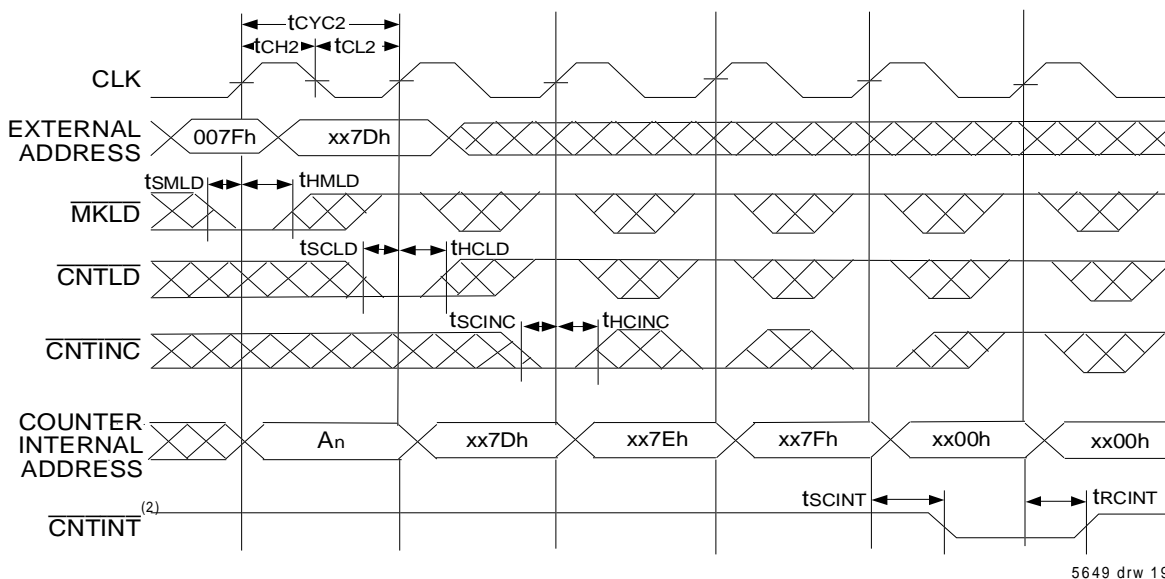 tCYC2
tCH2 tCL2
CLK
EXTERNAL
ADDRESS
007Fh xx7Dh
tSMLD tHMLD
MKLD
tSCLD tHCLD
CNTLD
tSCINC tHCINC
CNTINC
COUNTER
INTERNAL
ADDRESS
An xx7Dh xx7Eh xx7Fh xx00h xx00h
tSCINT tRCINT
CNTINT(2)
5649 drw 19